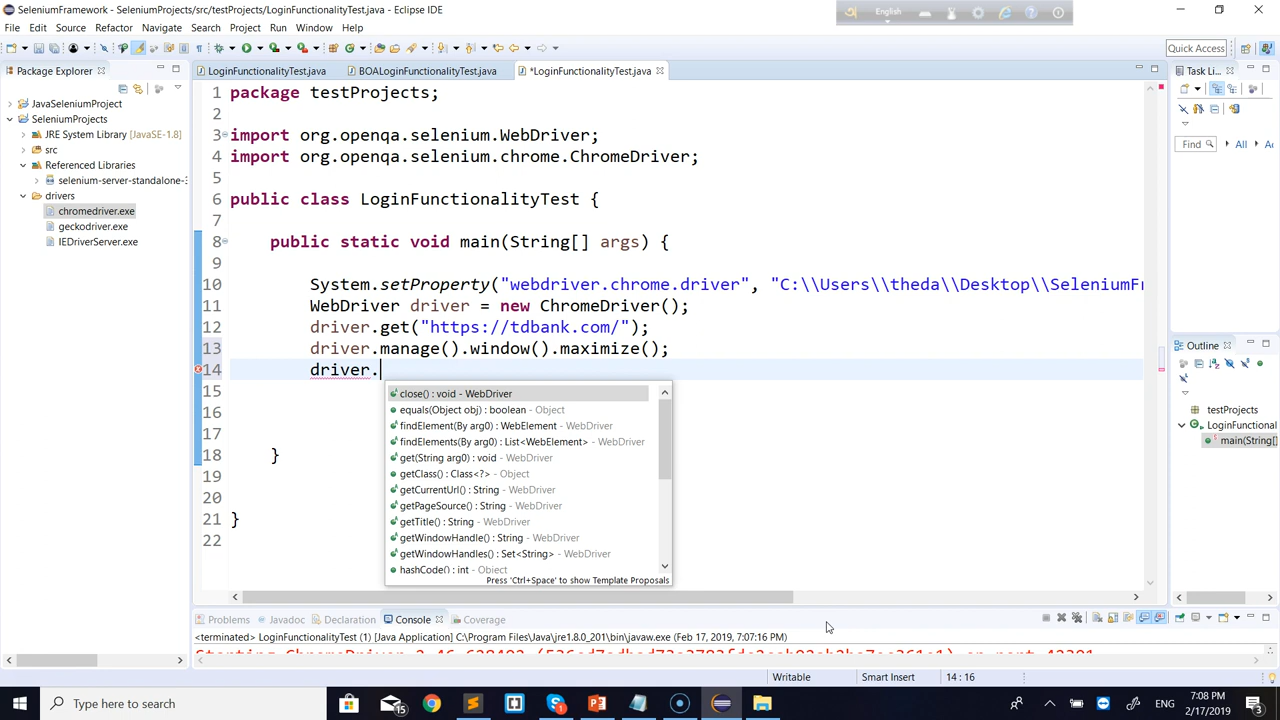 SeleniumFramework - SeleniumProjects/src/testProjects/LoginFunctionalityTest.java - Eclipse IDE
English
File Edit Source Refactor Navigate Search Project Run Window Help
Quick Access
Package Explorer
LoginFunctionalityTest.java
BOALoginFunctionalityTest.java
*LoginFunctionalityTest.java
Task Li...
JavaSeleniumProject
SeleniumProjects
JRE System Library [JavaSE-1.8]
src
Referenced Libraries
selenium-server-standalone-
drivers
chromedriver.exe
geckodriver.exe
IEDriverServer.exe
1 package testProjects;
2
3 import org.openqa.selenium.WebDriver;
4 import org.openqa.selenium.chrome.ChromeDriver;
5
6 public class LoginFunctionalityTest {
7
8 public static void main(String[] args) {
9
10 System.setProperty("webdriver.chrome.driver", "C:\\Users\\theda\\Desktop\\SeleniumFr
11 WebDriver driver = new ChromeDriver();
12 driver.get("https://tdbank.com/");
13 driver.manage().window().maximize();
14 driver.
15
16
17
18 }
19
20
21 }
22
close() : void - WebDriver
equals(Object obj) : boolean - Object
findElement(By arg0) : WebElement - WebDriver
findElements(By arg0) : List<WebElement> - WebDriver
get(String arg0) : void - WebDriver
getClass() : Class<?> - Object
getCurrentUrl() : String - WebDriver
getPageSource() : String - WebDriver
getTitle() : String - WebDriver
getWindowHandle() : String - WebDriver
getWindowHandles() : Set<String> - WebDriver
hashCode() : int - Object
Press 'Ctrl+Space' to show Template Proposals
Find All
Outline
testProjects
LoginFunctional
main(String[]
Problems Javadoc Declaration Console Coverage
<terminated> LoginFunctionalityTest (1) [Java Application] C:\Program Files\Java\jre1.8.0_201\bin\javaw.exe (Feb 17, 2019, 7:07:16 PM)
Starting ChromeDriver
Writable
Smart Insert
14 : 16
Type here to search
5
ENG
7:08 PM
2/17/2019
3